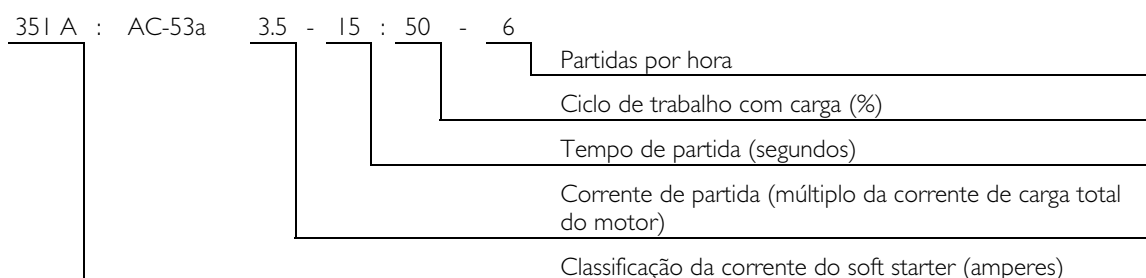 351 A : AC-53a 3.5 - 15 : 50 - 6
Partidas por hora
Ciclo de trabalho com carga (%)
Tempo de partida (segundos)
Corrente de partida (múltiplo da corrente de carga total
do motor)
Classificação da corrente do soft starter (amperes)